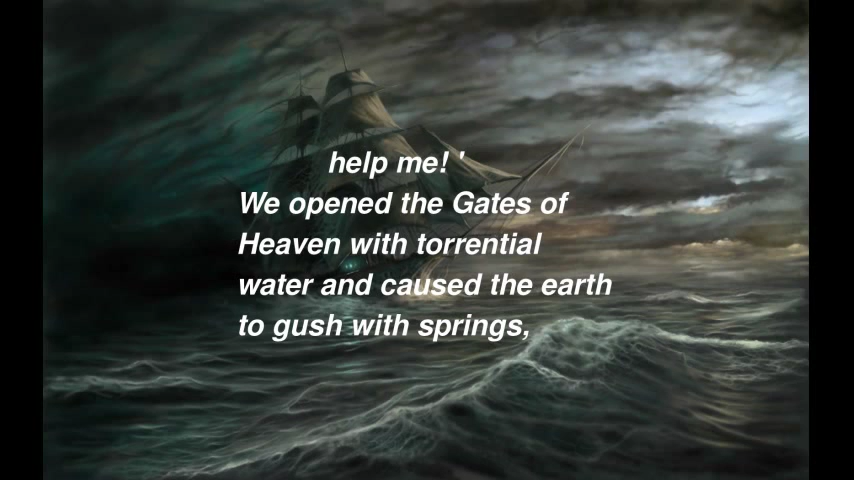 help me! '
We opened the Gates of
Heaven with torrential
water and caused the earth
to gush with springs,